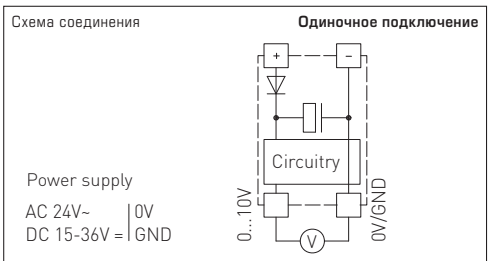 Схема соединения
Одиночное подключение
+ −
Circuitry
Power supply
AC 24V~ 0V
DC 15-36V = GND
0...10V
0V/GND
V